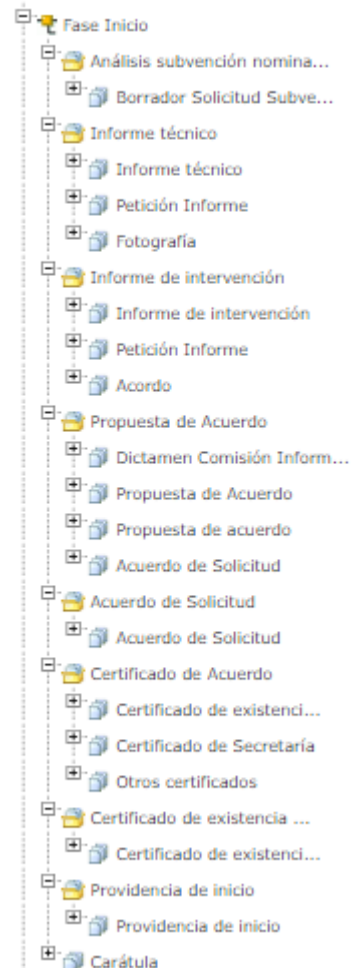 Fase Inicio
Análisis subvención nomina...
Borrador Solicitud Subve...
Informe técnico
Informe técnico
Petición Informe
Fotografía
Informe de intervención
Informe de intervención
Petición Informe
Acordo
Propuesta de Acuerdo
Dictamen Comisión Inform...
Propuesta de Acuerdo
Propuesta de acuerdo
Acuerdo de Solicitud
Acuerdo de Solicitud
Acuerdo de Solicitud
Certificado de Acuerdo
Certificado de existenci...
Certificado de Secretaría
Otros certificados
Certificado de existencia ...
Certificado de existenci...
Providencia de inicio
Providencia de inicio
Carátula